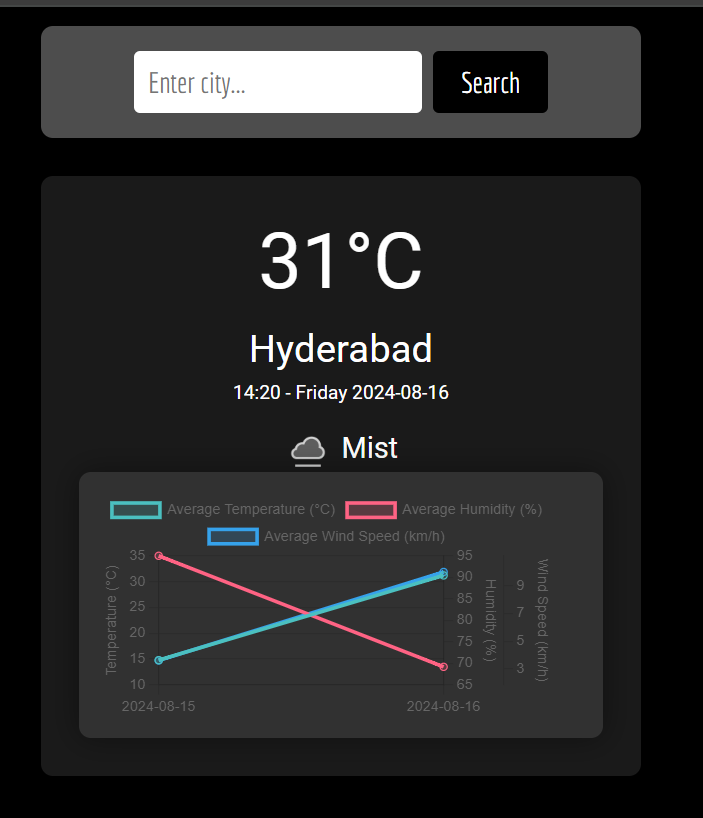 Enter city...
Search
31°C
Hyderabad
14:20 - Friday 2024-08-16
Mist
Average Temperature (°C) Average Humidity (%)
Average Wind Speed (km/h)
Temperature (°C)
35
30
25
20
15
10
95
90
85
80
75
70
65
Humidity (%)
9
7
5
3
Wind Speed (km/h)
2024-08-15 2024-08-16